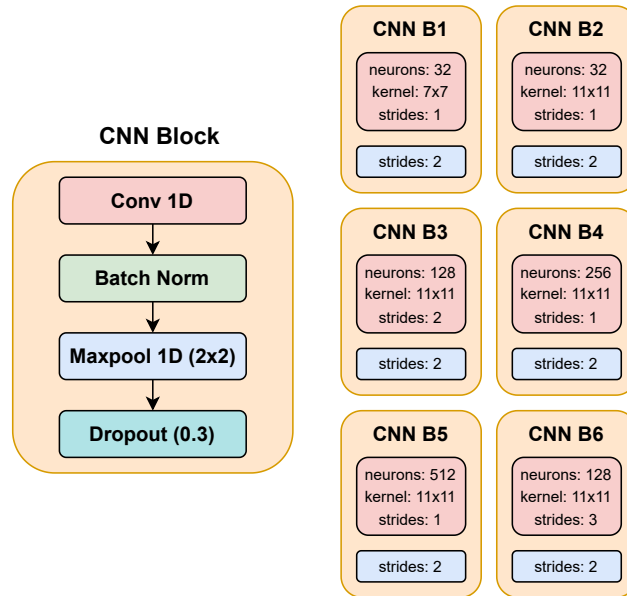 CNN Block
Conv 1D
Batch Norm
Maxpool 1D (2x2)
Dropout (0.3)
CNN B1
neurons: 32
kernel: 7x7
strides: 1
strides: 2
CNN B2
neurons: 32
kernel: 11x11
strides: 1
strides: 2
CNN B3
neurons: 128
kernel: 11x11
strides: 2
strides: 2
CNN B4
neurons: 256
kernel: 11x11
strides: 1
strides: 2
CNN B5
neurons: 512
kernel: 11x11
strides: 1
strides: 2
CNN B6
neurons: 128
kernel: 11x11
strides: 3
strides: 2